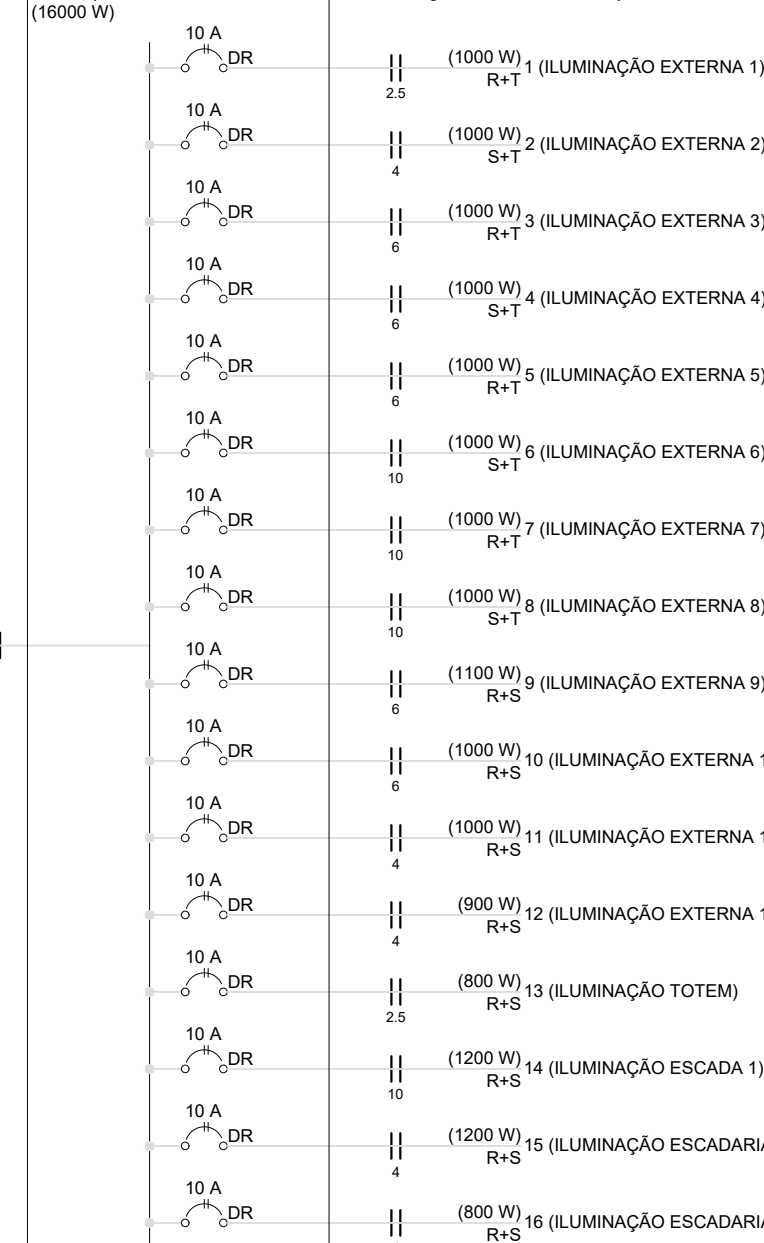 (16000 W)
10 A
DR
2.5
(1000 W)
R+T
1 (ILUMINAÇÃO EXTERNA 1)
10 A
DR
4
(1000 W)
S+T
2 (ILUMINAÇÃO EXTERNA 2)
10 A
DR
6
(1000 W)
R+T
3 (ILUMINAÇÃO EXTERNA 3)
10 A
DR
6
(1000 W)
S+T
4 (ILUMINAÇÃO EXTERNA 4)
10 A
DR
6
(1000 W)
R+T
5 (ILUMINAÇÃO EXTERNA 5)
10 A
DR
10
(1000 W)
S+T
6 (ILUMINAÇÃO EXTERNA 6)
10 A
DR
10
(1000 W)
R+T
7 (ILUMINAÇÃO EXTERNA 7)
10 A
DR
10
(1000 W)
S+T
8 (ILUMINAÇÃO EXTERNA 8)
10 A
DR
6
(1100 W)
R+S
9 (ILUMINAÇÃO EXTERNA 9)
10 A
DR
6
(1000 W)
R+S
10 (ILUMINAÇÃO EXTERNA 1
10 A
DR
4
(1000 W)
R+S
11 (ILUMINAÇÃO EXTERNA 1
10 A
DR
4
(900 W)
R+S
12 (ILUMINAÇÃO EXTERNA 1
10 A
DR
2.5
(800 W)
R+S
13 (ILUMINAÇÃO TOTEM)
10 A
DR
10
(1200 W)
R+S
14 (ILUMINAÇÃO ESCADA 1)
10 A
DR
4
(1200 W)
R+S
15 (ILUMINAÇÃO ESCADARIA
10 A
DR
(800 W)
R+S
16 (ILUMINAÇÃO ESCADARIA